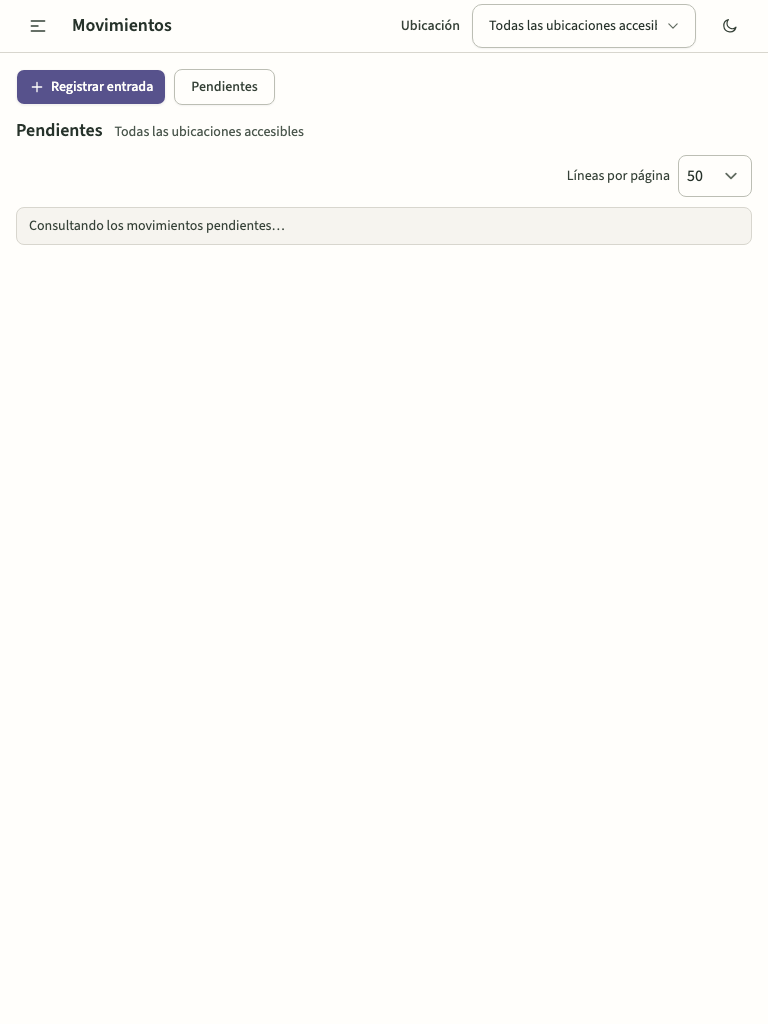 Movimientos
Ubicación
Todas las ubicaciones accesil
Registrar entrada
Pendientes
Pendientes Todas las ubicaciones accesibles
Líneas por página
50
Consultando los movimientos pendientes…